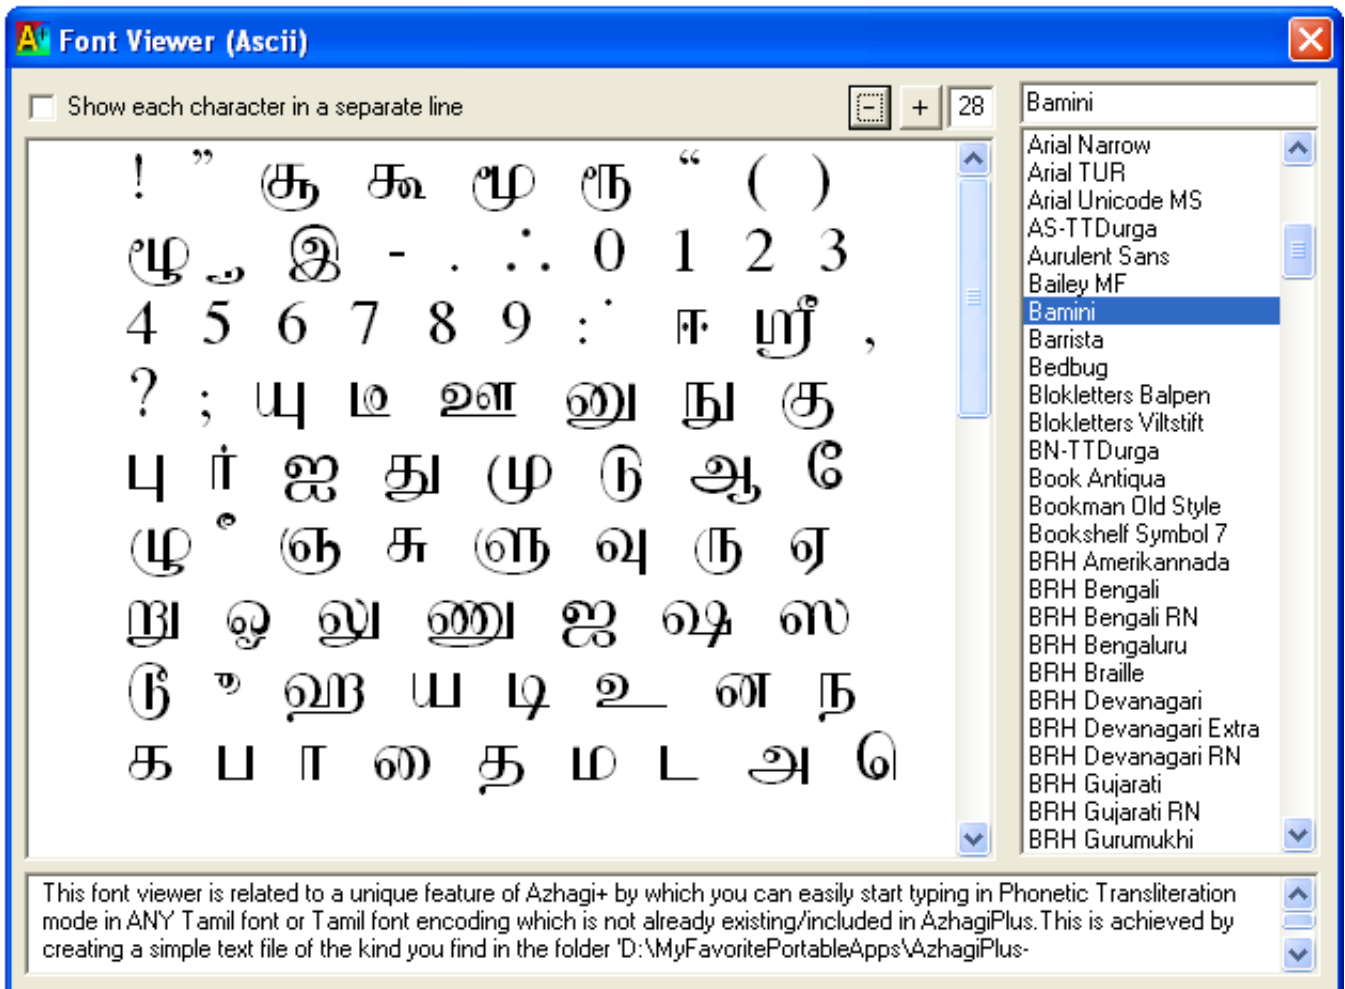 Font Viewer (Ascii)
Show each character in a separate line
- + 28
! ” சூ கூ மூ ரூ “ ( )
ழூ ு இ - . ஃ 0 1 2 3
4 5 6 7 8 9 : ் ஈ ஸ்ரீ ,
? ; யு டீ ஊ னு நு கு
பு ர் ஐ து மு டு ஆ ே
ழு ீ ஞ சு ளு வு ரு ஏ
று ஓ லு ணு ஜ ஷ ஸ
டூ ூ ஹ ய டி உ ன ந
க ப ா ை த ம ட அ ெ
Bamini
Arial Narrow
Arial TUR
Arial Unicode MS
AS-TTDurga
Aurulent Sans
Bailey MF
Bamini
Barrista
Bedbug
Blokletters Balpen
Blokletters Viltstift
BN-TTDurga
Book Antiqua
Bookman Old Style
Bookshelf Symbol 7
BRH Amerikannada
BRH Bengali
BRH Bengali RN
BRH Bengaluru
BRH Braille
BRH Devanagari
BRH Devanagari Extra
BRH Devanagari RN
BRH Gujarati
BRH Gujarati RN
BRH Gurumukhi
This font viewer is related to a unique feature of Azhagi+ by which you can easily start typing in Phonetic Transliteration
mode in ANY Tamil font or Tamil font encoding which is not already existing/included in AzhagiPlus.This is achieved by
creating a simple text file of the kind you find in the folder 'D:\MyFavoritePortableApps\AzhagiPlus-